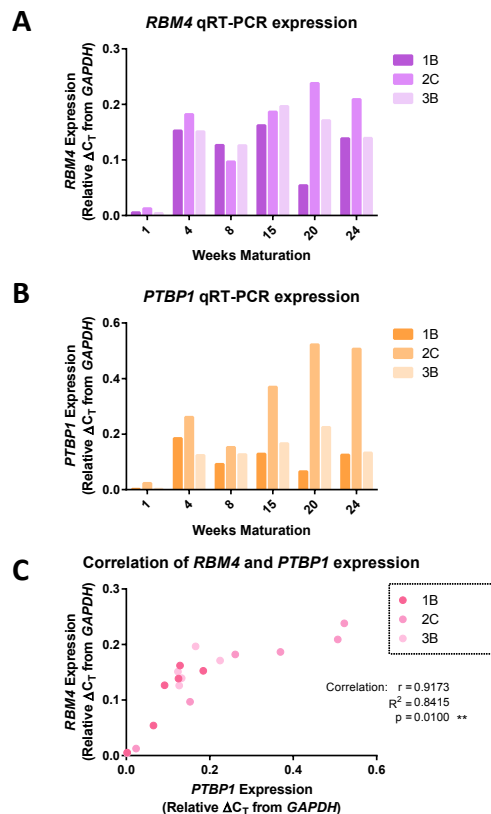 A
RBM4 qRT-PCR expression
RBM4 Expression
(Relative ΔCT from GAPDH)
0.3
0.2
0.1
0.0
1 4 8 15 20 24
Weeks Maturation
1B
2C
3B
B
PTBP1 qRT-PCR expression
PTBP1 Expression
(Relative ΔCT from GAPDH)
0.6
0.4
0.2
0.0
1 4 8 15 20 24
Weeks Maturation
1B
2C
3B
C
Correlation of RBM4 and PTBP1 expression
RBM4 Expression
(Relative ΔCT from GAPDH)
0.3
0.2
0.1
0.0
0.0 0.2 0.4 0.6
PTBP1 Expression
(Relative ΔCT from GAPDH)
1B
2C
3B
Correlation: r = 0.9173
R² = 0.8415
p = 0.0100 **